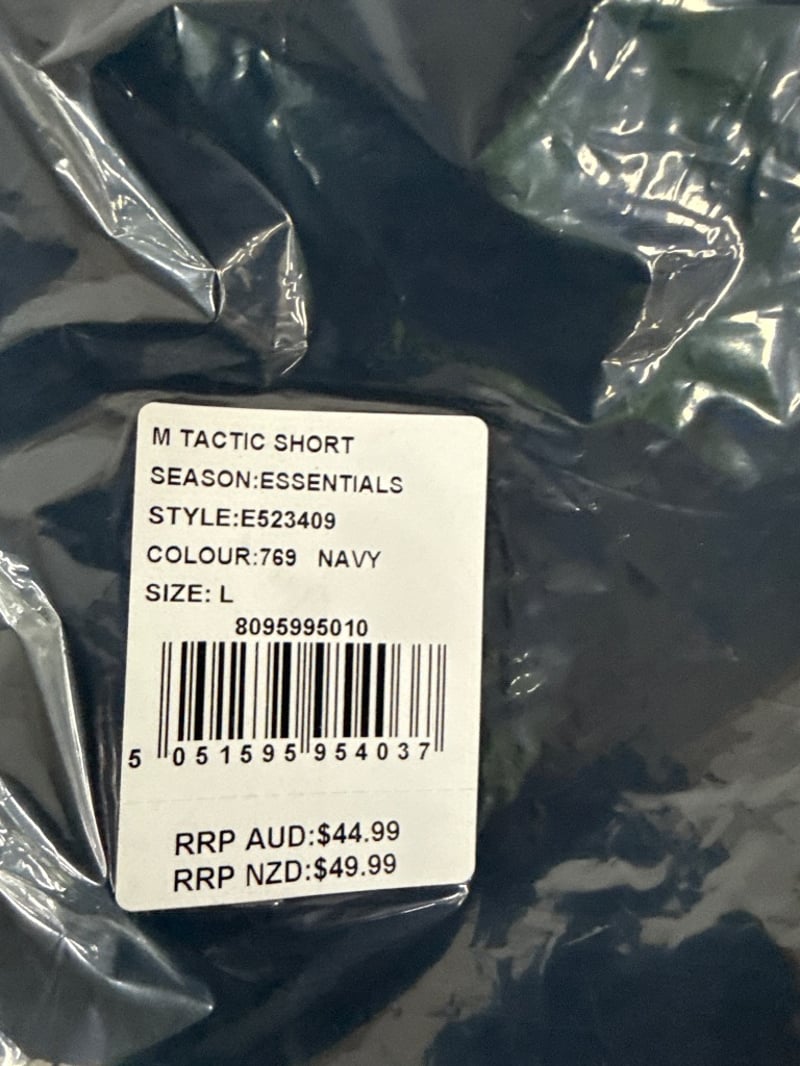 M TACTIC SHORT
SEASON:ESSENTIALS
STYLE:E523409
COLOUR:769 NAVY
SIZE: L
8095995010
5 051595 954037
RRP AUD:$44.99
RRP NZD:$49.99